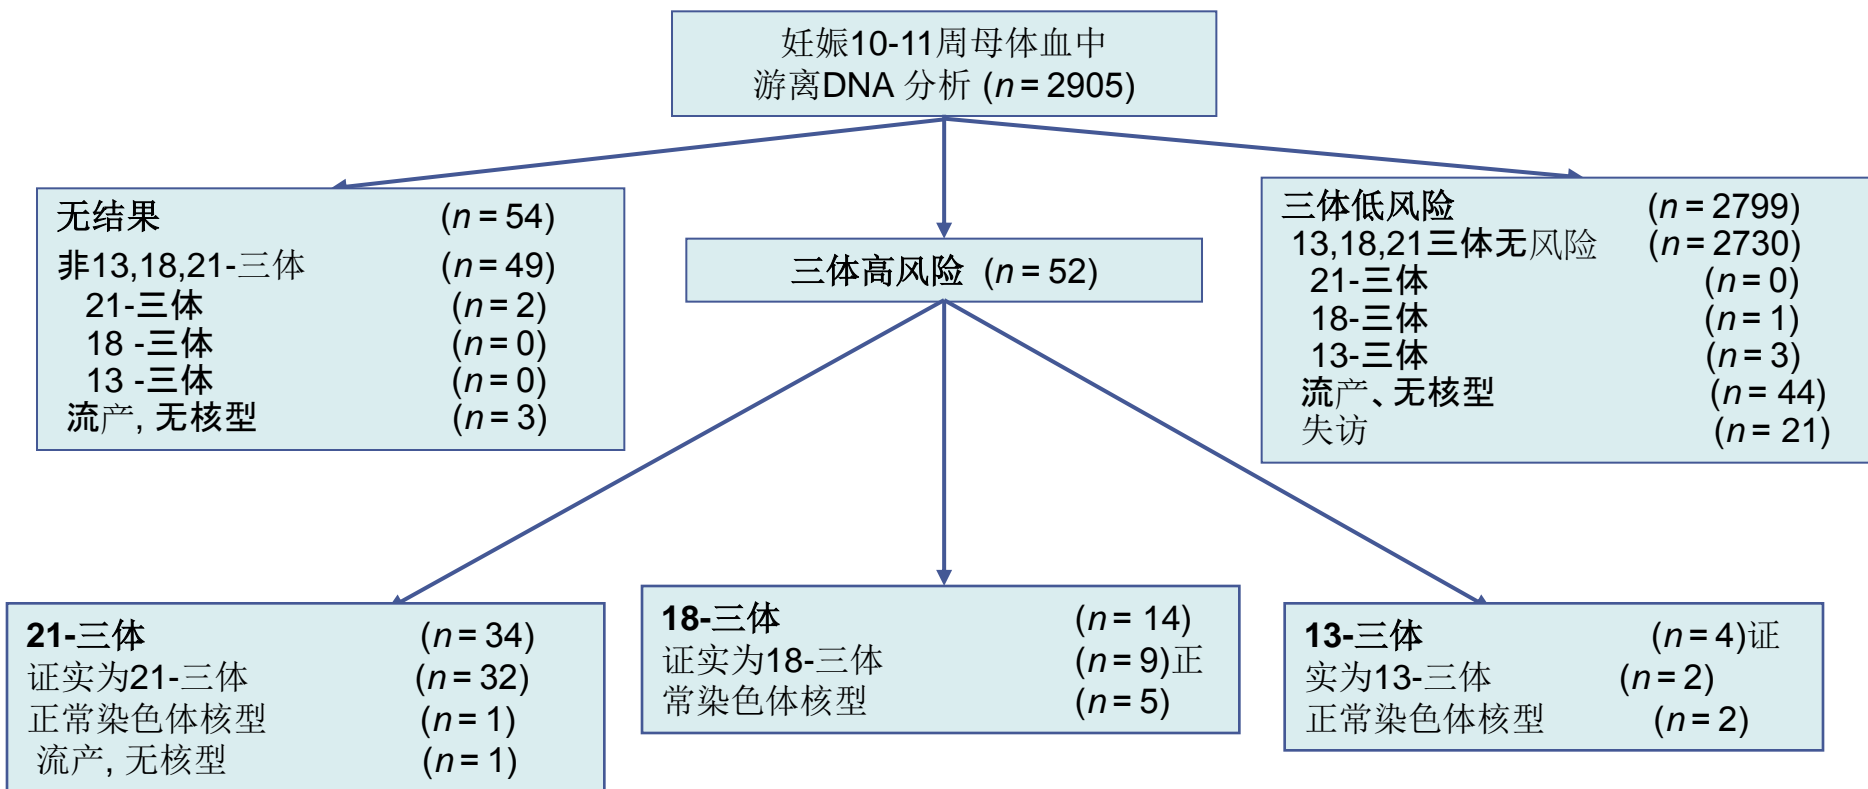 妊娠10-11周母体血中
游离DNA 分析 (n = 2905)
无结果 (n = 54)
非13,18,21-三体 (n = 49)
21-三体 (n = 2)
18 -三体 (n = 0)
13 -三体 (n = 0)
流产, 无核型 (n = 3)
三体高风险 (n = 52)
三体低风险 (n = 2799)
13,18,21三体无风险 (n = 2730)
21-三体 (n = 0)
18-三体 (n = 1)
13-三体 (n = 3)
流产、无核型 (n = 44)
失访 (n = 21)
21-三体 (n = 34)
证实为21-三体 (n = 32)
正常染色体核型 (n = 1)
流产, 无核型 (n = 1)
18-三体 (n = 14)
证实为18-三体 (n = 9)正
常染色体核型 (n = 5)
13-三体 (n = 4)证
实为13-三体 (n = 2)
正常染色体核型 (n = 2)